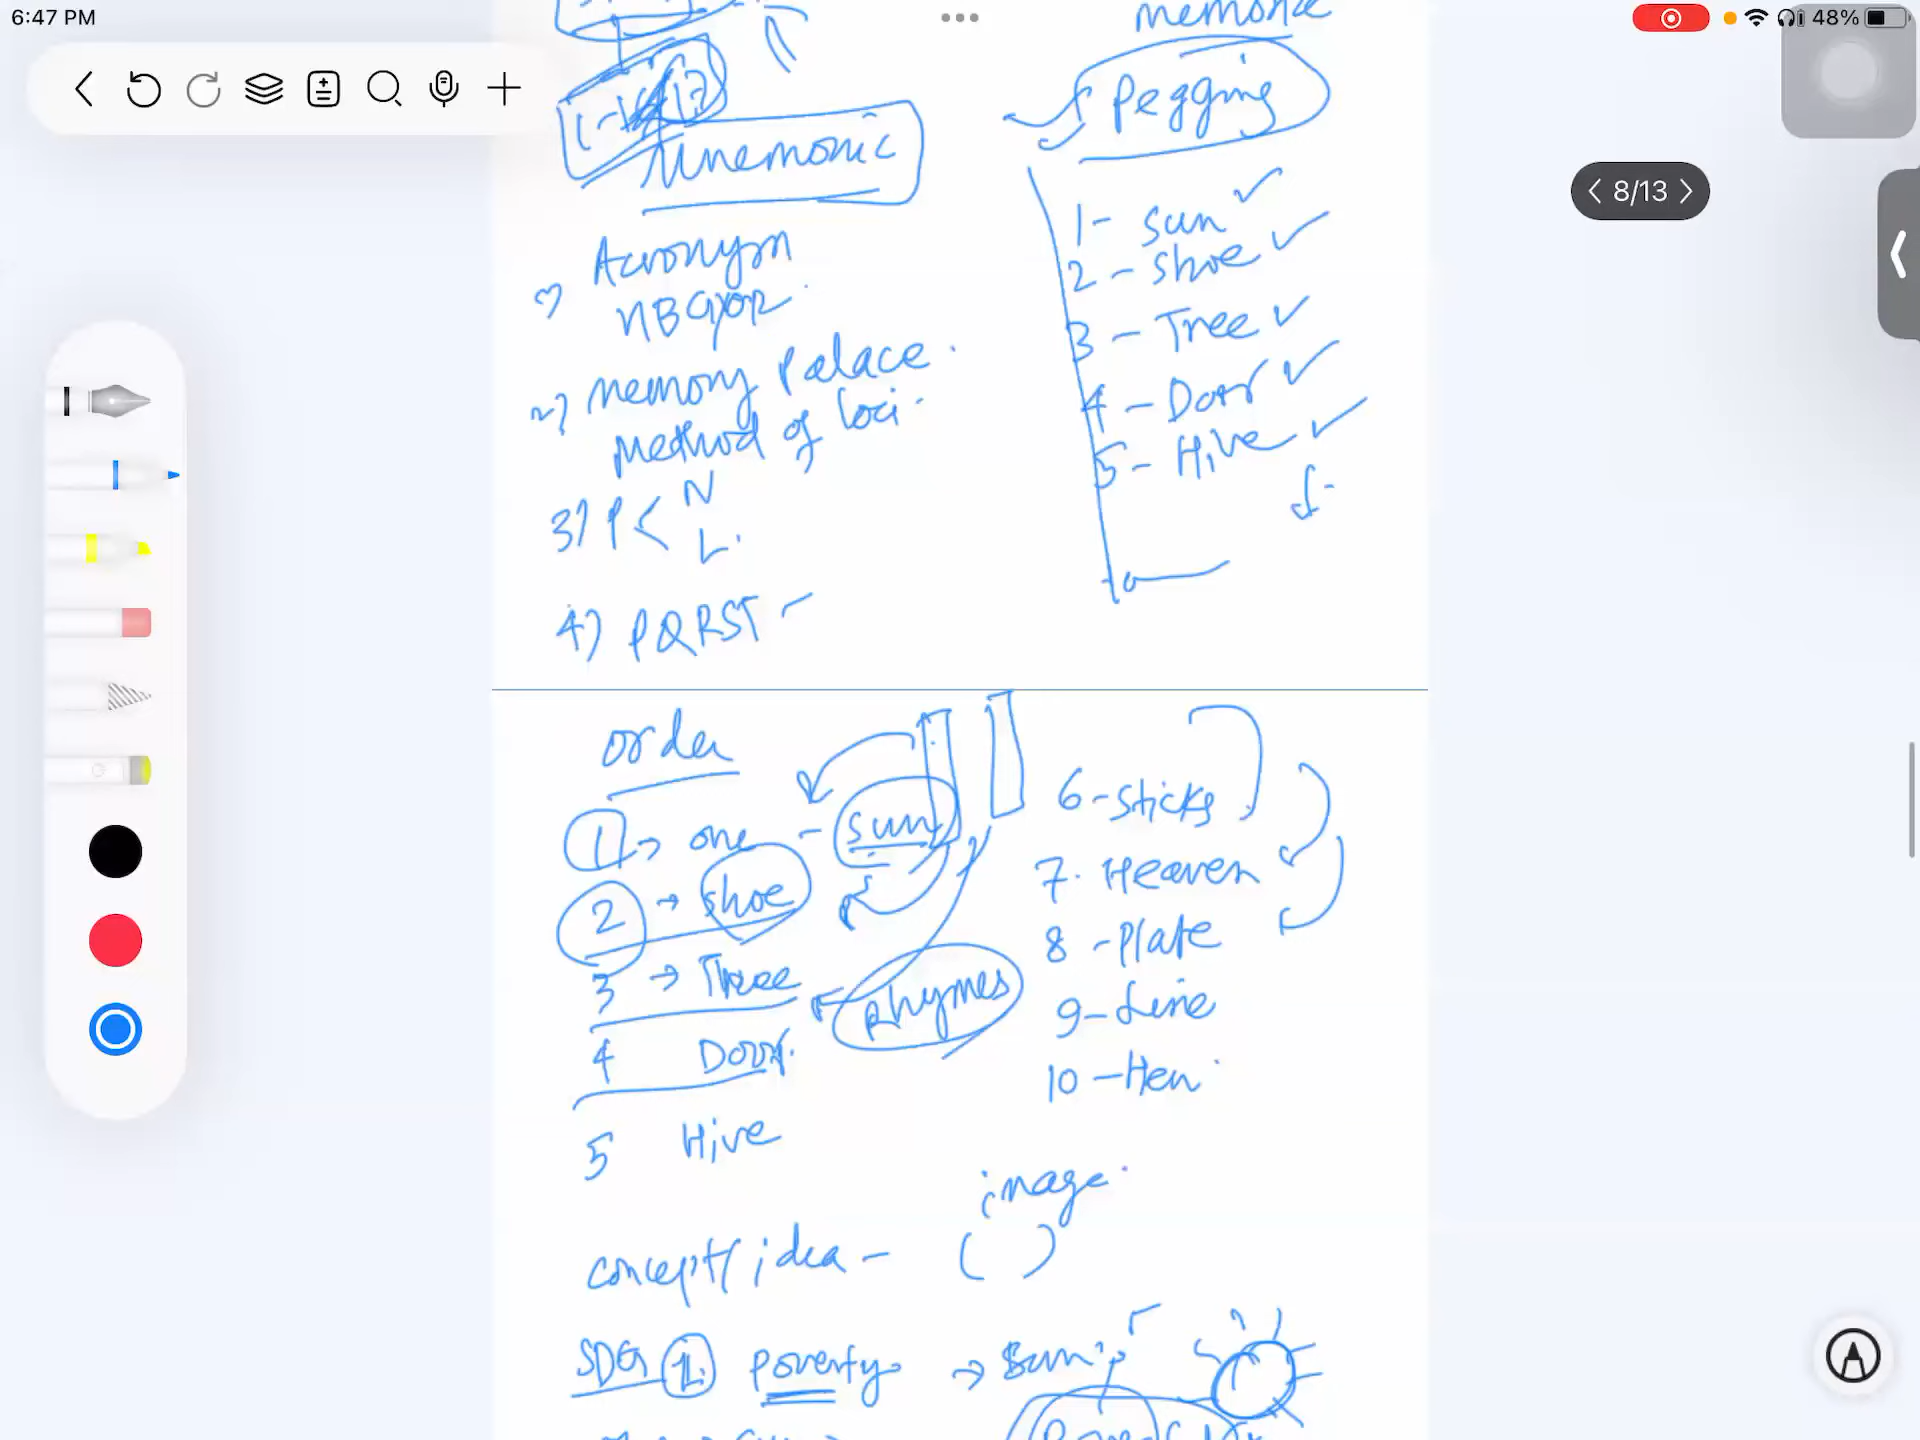 6:47 PM
48%
8/13
memonic
Pegging
Mnemonic
1- Sun
2 - Shoe
3 - Tree
4 - Door
5 - Hive
1) Acronym
NBGYOR
2) Memory Palace
Method of loci
3) P < N
L
4) PQRST
order
1 → one - Sun
2 → Shoe
3 → Tree
Rhymes
4 Door
5 Hive
6 - Sticks
7. Heaven
8 - Plate
9 - Line
10 - Hen
image
concept/idea - ( )
SDG 1. Poverty → Sun